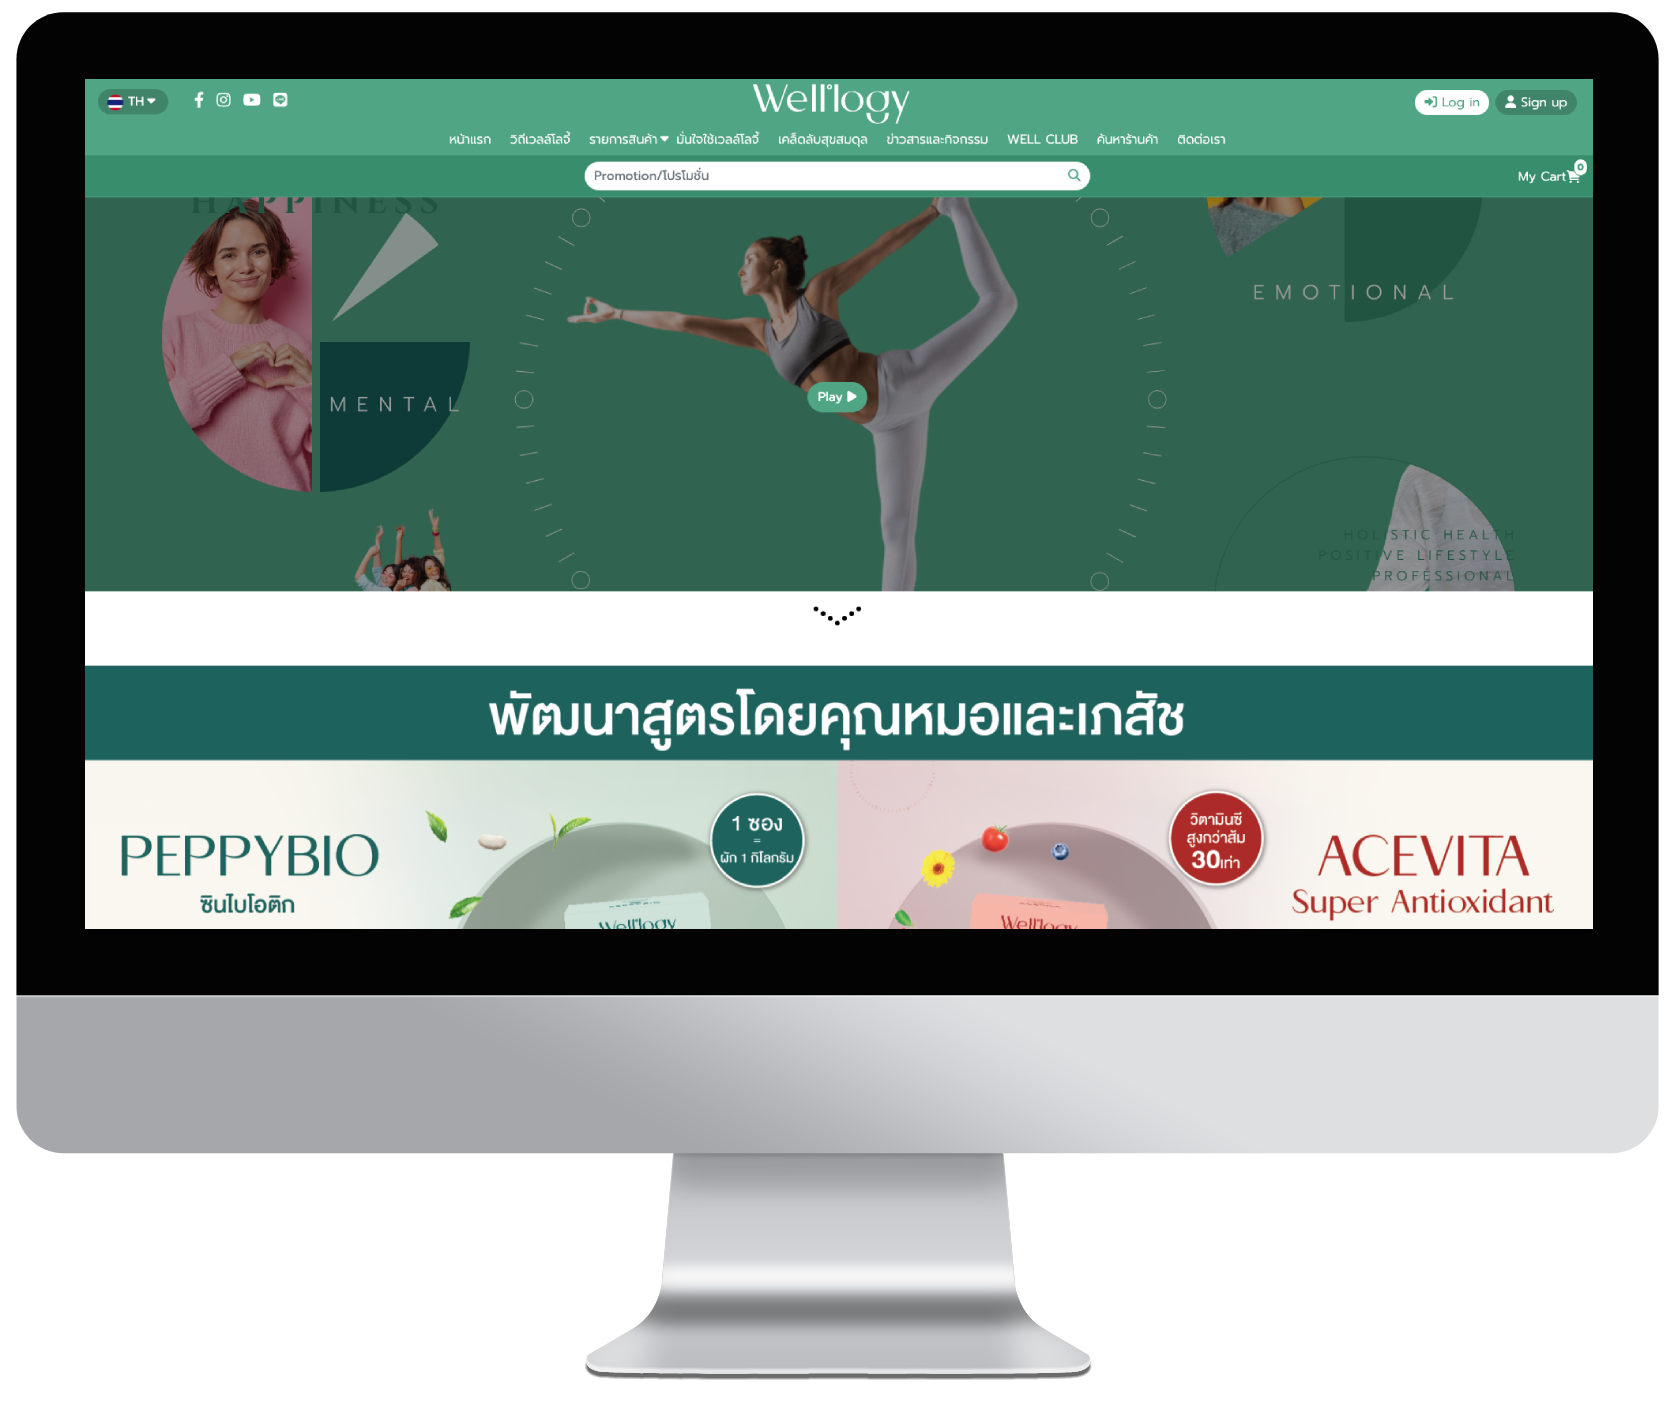 TH
Well'logy
Log in
Sign up
หน้าแรก วิถีเวลล์โลจี้ รายการสินค้า มั่นใจใช้เวลล์โลจี้ เคล็ดลับสุขสมดุล ข่าวสารและกิจกรรม WELL CLUB ค้นหาร้านค้า ติดต่อเรา
Promotion/โปรโมชั่น
My Cart 0
HAPPINESS
EMOTIONAL
MENTAL
Play
HOLISTIC HEALTH
POSITIVE LIFESTYLE
PROFESSIONAL
พัฒนาสูตรโดยคุณหมอและเภสัช
PEPPYBIO
ซินไบโอติก
1 ซอง
=
ผัก 1 กิโลกรัม
Well'logy
วิตามินซี
สูงกว่าส้ม
30เท่า
ACEVITA
Super Antioxidant
Well'logy